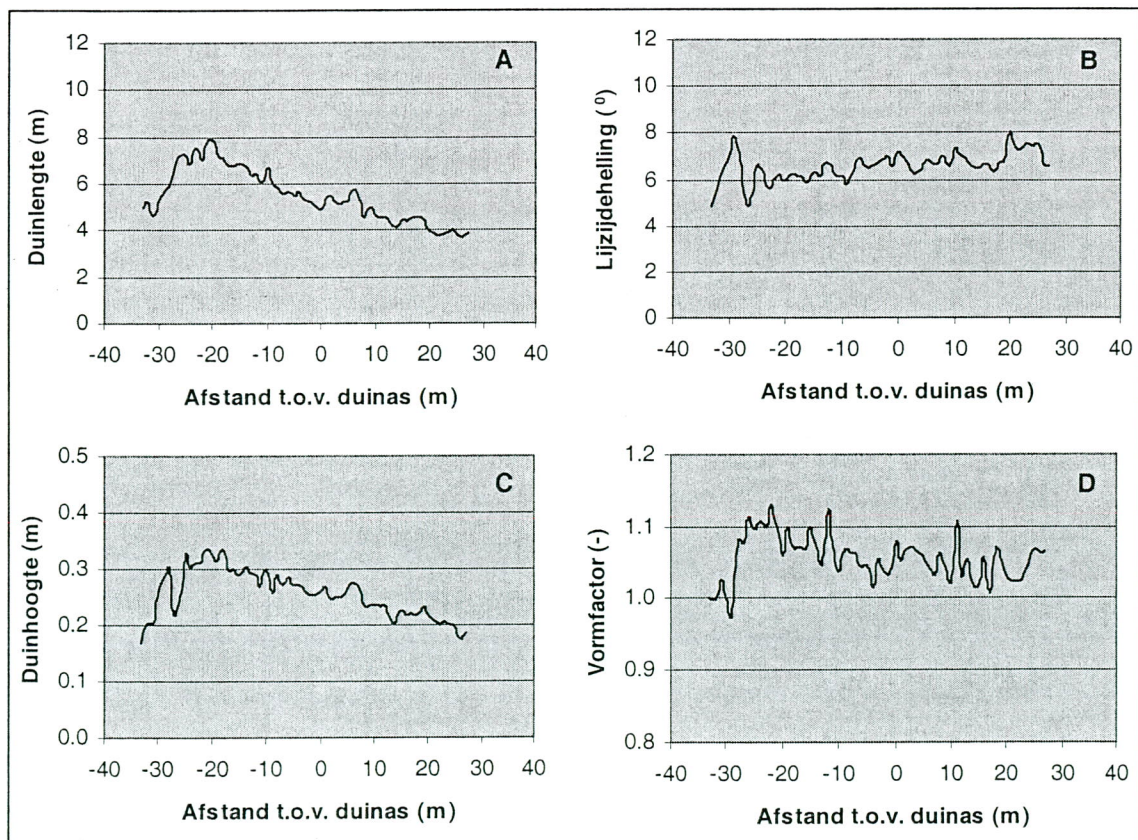 A
Duinlengte (m)
12
10
8
6
4
2
0
-40 -30 -20 -10 0 10 20 30 40
Afstand t.o.v. duinas (m)
B
Lijzijdehelling (⁰)
12
10
8
6
4
2
0
-40 -30 -20 -10 0 10 20 30 40
Afstand t.o.v. duinas (m)
C
Duinhoogte (m)
0.5
0.4
0.3
0.2
0.1
0.0
-40 -30 -20 -10 0 10 20 30 40
Afstand t.o.v. duinas (m)
D
Vormfactor (-)
1.2
1.1
1.0
0.9
0.8
-40 -30 -20 -10 0 10 20 30 40
Afstand t.o.v. duinas (m)